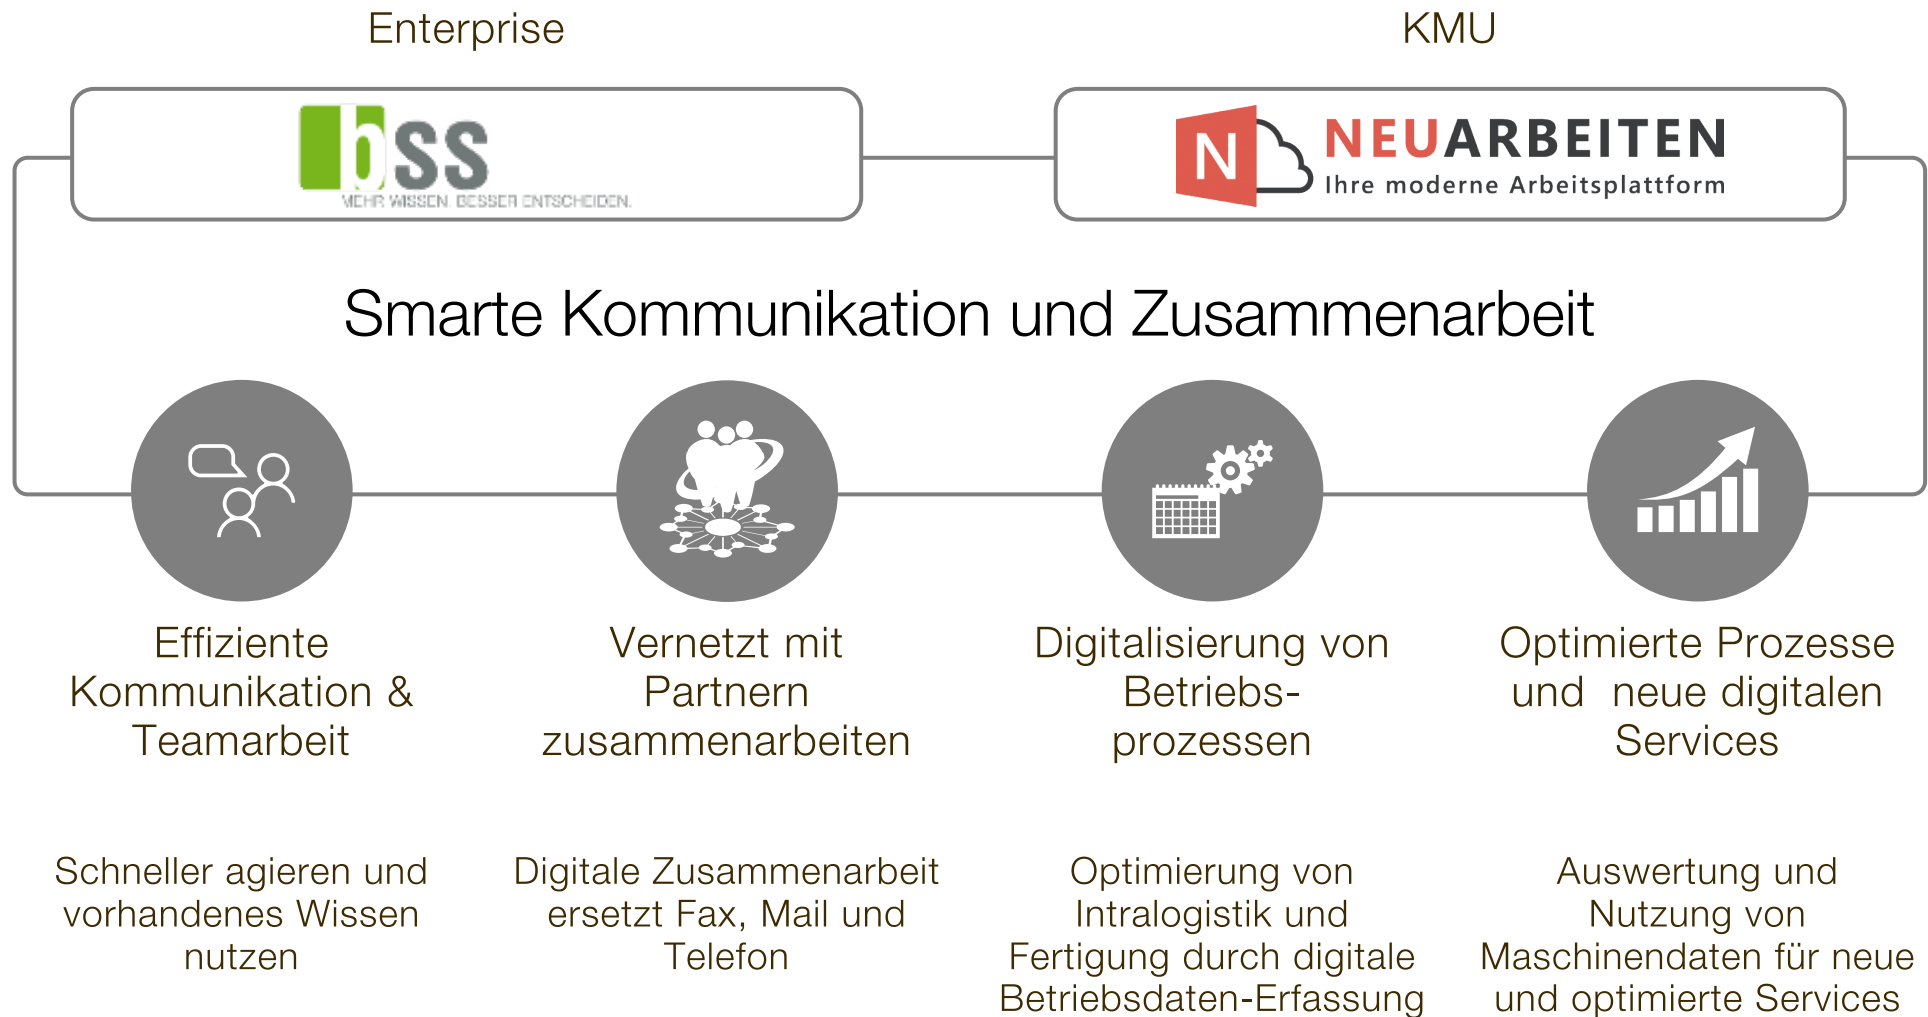 Enterprise
KMU
bss
MEHR WISSEN. BESSER ENTSCHEIDEN.
N
NEUARBEITEN
Ihre moderne Arbeitsplattform
Smarte Kommunikation und Zusammenarbeit
Effiziente
Kommunikation &
Teamarbeit
Vernetzt mit
Partnern
zusammenarbeiten
Digitalisierung von
Betriebs-
prozessen
Optimierte Prozesse
und  neue digitalen
Services
Schneller agieren und
vorhandenes Wissen
nutzen
Digitale Zusammenarbeit
ersetzt Fax, Mail und
Telefon
Optimierung von
Intralogistik und
Fertigung durch digitale
Betriebsdaten-Erfassung
Auswertung und
Nutzung von
Maschinendaten für neue
und optimierte Services